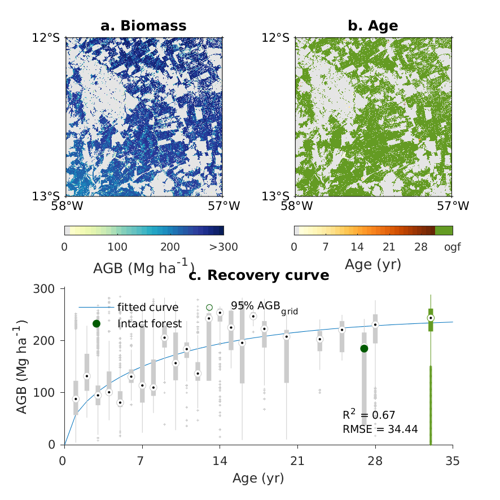 a. Biomass
b. Age
12°S
12°S
13°S
13°S
58°W
57°W
58°W
57°W
0
100
200
>300
0
7
14
21
28
ogf
AGB (Mg ha-1)
Age (yr)
c. Recovery curve
300
fitted curve
95% AGBgrid
Intact forest
200
100
0
AGB (Mg ha-1)
R2 = 0.67
RMSE = 34.44
0
7
14
21
28
35
Age (yr)